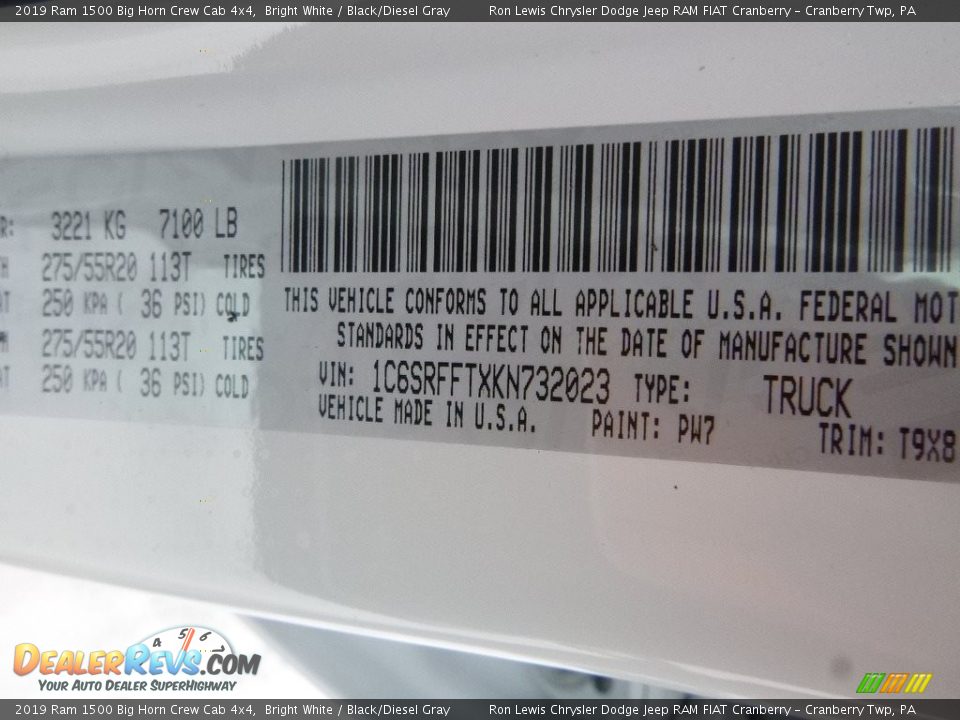 2019 Ram 1500 Big Horn Crew Cab 4x4, Bright White / Black/Diesel Gray Ron Lewis Chrysler Dodge Jeep RAM FIAT Cranberry - Cranberry Twp, PA
R: 3221 KG 7100 LB
275/55R20 113T TIRES
250 KPA ( 36 PSI) COLD
275/55R20 113T TIRES
250 KPA ( 36 PSI) COLD
THIS VEHICLE CONFORMS TO ALL APPLICABLE U.S.A. FEDERAL MOT
STANDARDS IN EFFECT ON THE DATE OF MANUFACTURE SHOWN
VIN: 1C6SRFFTXKN732023 TYPE: TRUCK
VEHICLE MADE IN U.S.A. PAINT: PW7 TRIM: T9X8
4 5 6
DEALERREVS.COM
YOUR AUTO DEALER SUPERHIGHWAY
2019 Ram 1500 Big Horn Crew Cab 4x4, Bright White / Black/Diesel Gray Ron Lewis Chrysler Dodge Jeep RAM FIAT Cranberry - Cranberry Twp, PA